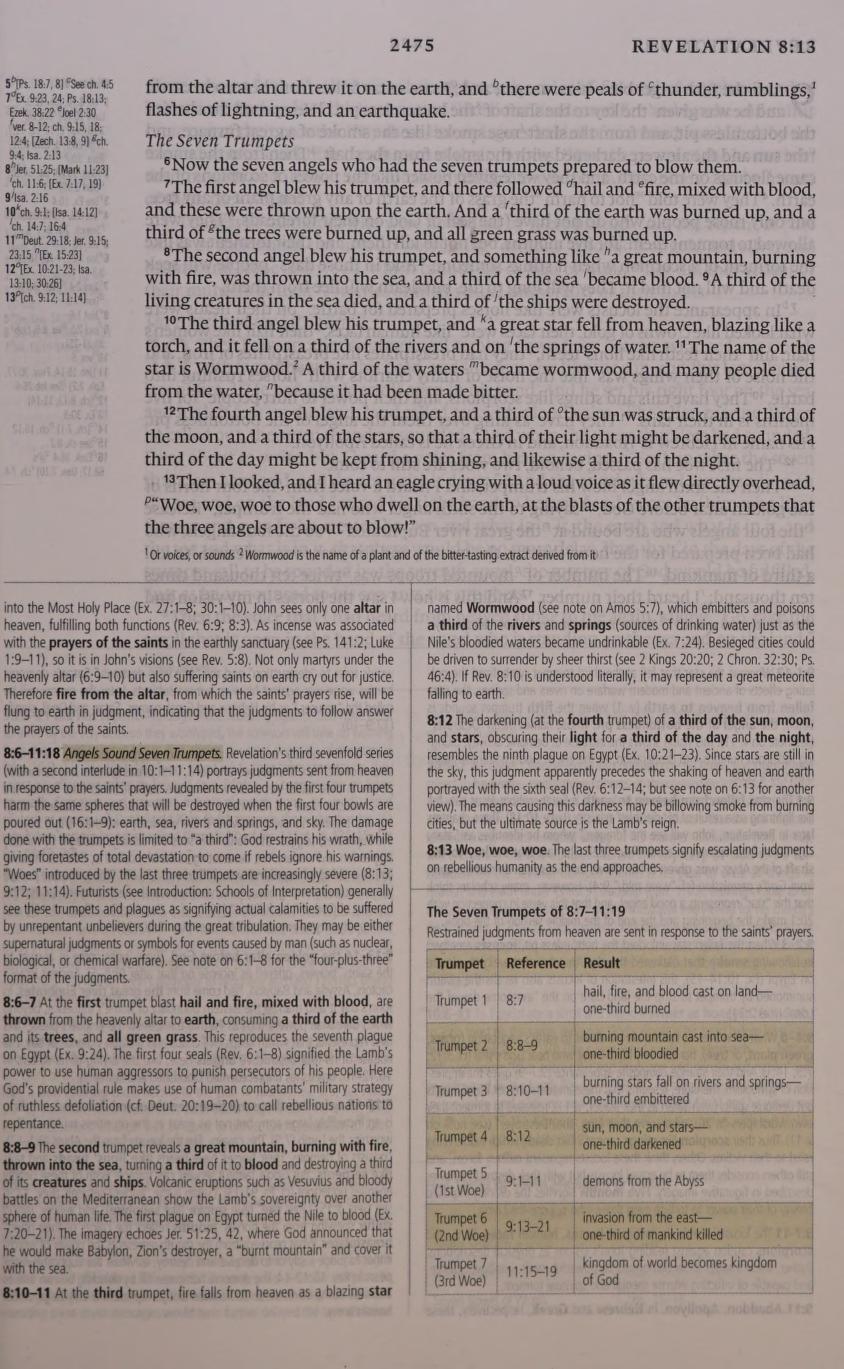 2475
REVELATION 8:13
5 b[Ps. 18:7, 8] cSee ch. 4:5
7 dEx. 9:23, 24; Ps. 18:13;
Ezek. 38:22 eJoel 2:30
fver. 8-12; ch. 9:15, 18;
12:4; [Zech. 13:8, 9] gch.
9:4; Isa. 2:13
8 hJer. 51:25; [Mark 11:23]
ich. 11:6; [Ex. 7:17, 19]
9 jIsa. 2:16
10 kch. 9:1; [Isa. 14:12]
lch. 14:7; 16:4
11 mDeut. 29:18; Jer. 9:15;
23:15 n[Ex. 15:23]
12 o[Ex. 10:21-23; Isa.
13:10; 30:26]
13 p[ch. 9:12; 11:14]
from the altar and threw it on the earth, and bthere were peals of cthunder, rumblings,1
flashes of lightning, and an earthquake.
The Seven Trumpets
6Now the seven angels who had the seven trumpets prepared to blow them.
7The first angel blew his trumpet, and there followed dhail and efire, mixed with blood,
and these were thrown upon the earth. And a fthird of the earth was burned up, and a
third of gthe trees were burned up, and all green grass was burned up.
8The second angel blew his trumpet, and something like ha great mountain, burning
with fire, was thrown into the sea, and a third of the sea ibecame blood. 9A third of the
living creatures in the sea died, and a third of jthe ships were destroyed.
10The third angel blew his trumpet, and ka great star fell from heaven, blazing like a
torch, and it fell on a third of the rivers and on lthe springs of water. 11The name of the
star is Wormwood.2 A third of the waters mbecame wormwood, and many people died
from the water, nbecause it had been made bitter.
12The fourth angel blew his trumpet, and a third of othe sun was struck, and a third of
the moon, and a third of the stars, so that a third of their light might be darkened, and a
third of the day might be kept from shining, and likewise a third of the night.
13Then I looked, and I heard an eagle crying with a loud voice as it flew directly overhead,
p“Woe, woe, woe to those who dwell on the earth, at the blasts of the other trumpets that
the three angels are about to blow!”
1 Or voices, or sounds 2 Wormwood is the name of a plant and of the bitter-tasting extract derived from it
into the Most Holy Place (Ex. 27:1–8; 30:1–10). John sees only one altar in
heaven, fulfilling both functions (Rev. 6:9; 8:3). As incense was associated
with the prayers of the saints in the earthly sanctuary (see Ps. 141:2; Luke
1:9–11), so it is in John's visions (see Rev. 5:8). Not only martyrs under the
heavenly altar (6:9–10) but also suffering saints on earth cry out for justice.
Therefore fire from the altar, from which the saints' prayers rise, will be
flung to earth in judgment, indicating that the judgments to follow answer
the prayers of the saints.
8:6–11:18 Angels Sound Seven Trumpets. Revelation's third sevenfold series
(with a second interlude in 10:1–11:14) portrays judgments sent from heaven
in response to the saints' prayers. Judgments revealed by the first four trumpets
harm the same spheres that will be destroyed when the first four bowls are
poured out (16:1–9): earth, sea, rivers and springs, and sky. The damage
done with the trumpets is limited to “a third”: God restrains his wrath, while
giving foretastes of total devastation to come if rebels ignore his warnings.
“Woes” introduced by the last three trumpets are increasingly severe (8:13;
9:12; 11:14). Futurists (see Introduction: Schools of Interpretation) generally
see these trumpets and plagues as signifying actual calamities to be suffered
by unrepentant unbelievers during the great tribulation. They may be either
supernatural judgments or symbols for events caused by man (such as nuclear,
biological, or chemical warfare). See note on 6:1–8 for the “four-plus-three”
format of the judgments.
8:6–7 At the first trumpet blast hail and fire, mixed with blood, are
thrown from the heavenly altar to earth, consuming a third of the earth
and its trees, and all green grass. This reproduces the seventh plague
on Egypt (Ex. 9:24). The first four seals (Rev. 6:1–8) signified the Lamb's
power to use human aggressors to punish persecutors of his people. Here
God's providential rule makes use of human combatants' military strategy
of ruthless defoliation (cf. Deut. 20:19–20) to call rebellious nations to
repentance.
8:8–9 The second trumpet reveals a great mountain, burning with fire,
thrown into the sea, turning a third of it to blood and destroying a third
of its creatures and ships. Volcanic eruptions such as Vesuvius and bloody
battles on the Mediterranean show the Lamb's sovereignty over another
sphere of human life. The first plague on Egypt turned the Nile to blood (Ex.
7:20–21). The imagery echoes Jer. 51:25, 42, where God announced that
he would make Babylon, Zion's destroyer, a “burnt mountain” and cover it
with the sea.
8:10–11 At the third trumpet, fire falls from heaven as a blazing star
named Wormwood (see note on Amos 5:7), which embitters and poisons
a third of the rivers and springs (sources of drinking water) just as the
Nile's bloodied waters became undrinkable (Ex. 7:24). Besieged cities could
be driven to surrender by sheer thirst (see 2 Kings 20:20; 2 Chron. 32:30; Ps.
46:4). If Rev. 8:10 is understood literally, it may represent a great meteorite
falling to earth.
8:12 The darkening (at the fourth trumpet) of a third of the sun, moon,
and stars, obscuring their light for a third of the day and the night,
resembles the ninth plague on Egypt (Ex. 10:21–23). Since stars are still in
the sky, this judgment apparently precedes the shaking of heaven and earth
portrayed with the sixth seal (Rev. 6:12–14; but see note on 6:13 for another
view). The means causing this darkness may be billowing smoke from burning
cities, but the ultimate source is the Lamb's reign.
8:13 Woe, woe, woe. The last three trumpets signify escalating judgments
on rebellious humanity as the end approaches.
The Seven Trumpets of 8:7–11:19
Restrained judgments from heaven are sent in response to the saints' prayers.
Trumpet Reference Result
Trumpet 1 8:7 hail, fire, and blood cast on land—
one-third burned
Trumpet 2 8:8–9 burning mountain cast into sea—
one-third bloodied
Trumpet 3 8:10–11 burning stars fall on rivers and springs—
one-third embittered
Trumpet 4 8:12 sun, moon, and stars—
one-third darkened
Trumpet 5
(1st Woe) 9:1–11 demons from the Abyss
Trumpet 6
(2nd Woe) 9:13–21 invasion from the east—
one-third of mankind killed
Trumpet 7
(3rd Woe) 11:15–19 kingdom of world becomes kingdom
of God